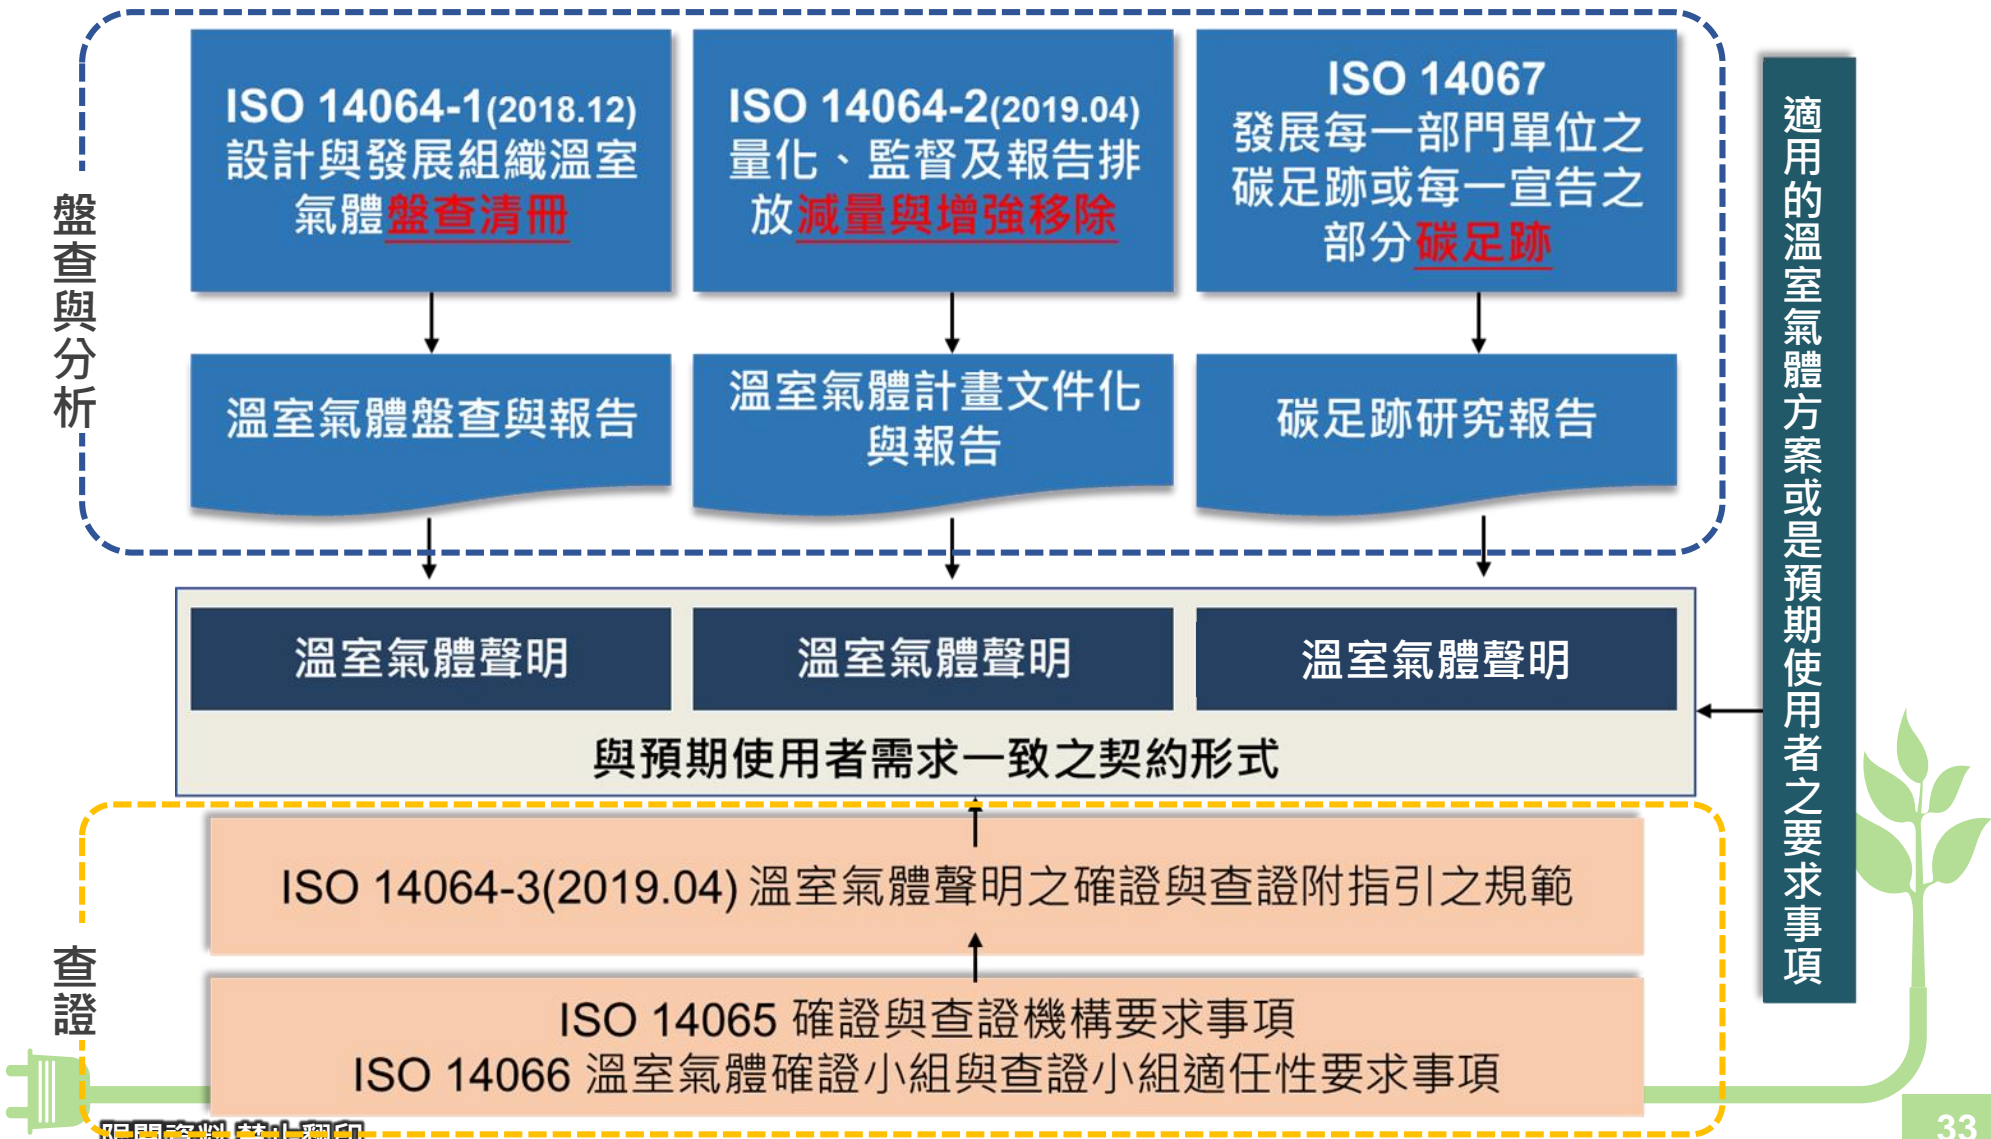 盤查與分析
ISO 14064-1(2018.12)
設計與發展組織溫室
氣體盤查清冊
ISO 14064-2(2019.04)
量化、監督及報告排
放減量與增強移除
ISO 14067
發展每一部門單位之
碳足跡或每一宣告之
部分碳足跡
溫室氣體盤查與報告
溫室氣體計畫文件化
與報告
碳足跡研究報告
溫室氣體聲明
溫室氣體聲明
溫室氣體聲明
與預期使用者需求一致之契約形式
適用的溫室氣體方案或是預期使用者之要求事項
查證
ISO 14064-3(2019.04) 溫室氣體聲明之確證與查證附指引之規範
ISO 14065 確證與查證機構要求事項
ISO 14066 溫室氣體確證小組與查證小組適任性要求事項
33